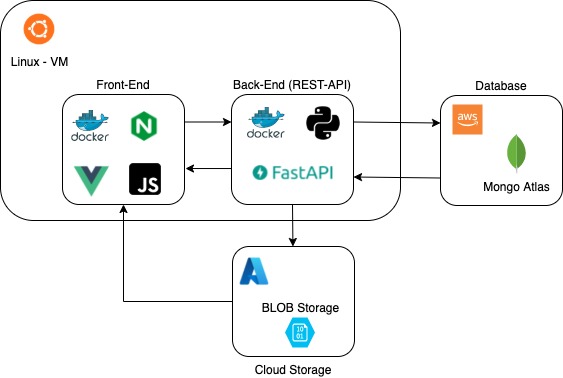 Linux - VM
Front-End
Back-End (REST-API)
Database
docker
docker
aws
JS
FastAPI
Mongo Atlas
BLOB Storage
10
01
Cloud Storage